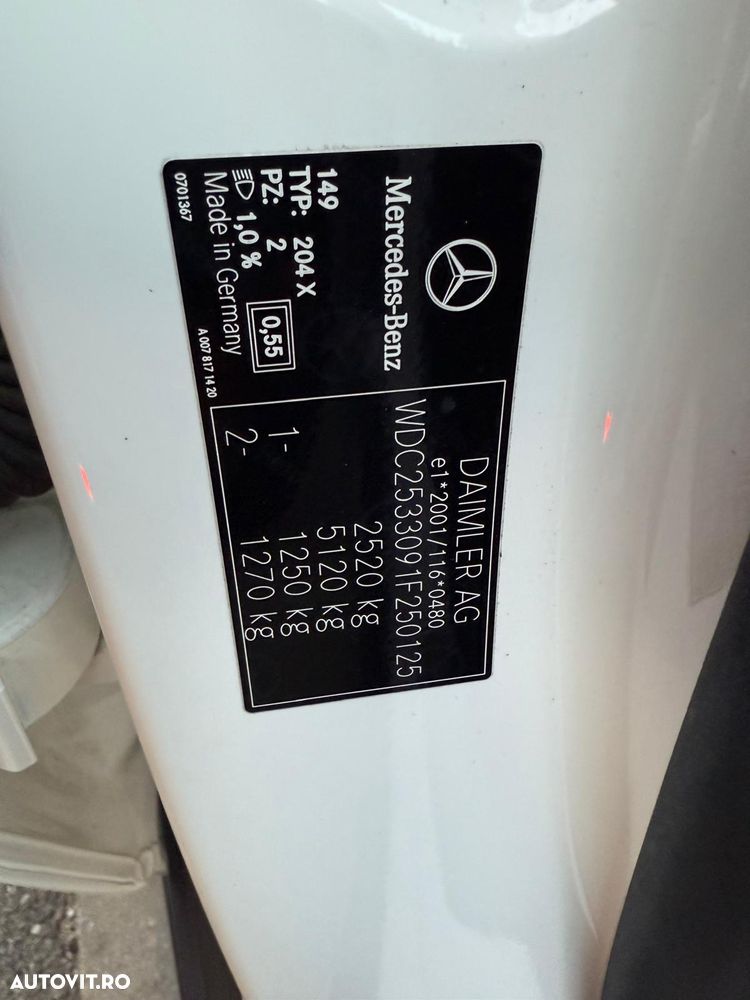 Mercedes-Benz
149
TYP: 204 X
PZ: 2
1,0 %
0,55
Made in Germany
0701367
A 007 817 14 20
DAIMLER AG
e1*2001/116*0480
WDC2533091F250125
2520 kg
5120 kg
1- 1250 kg
2- 1270 kg
AUTOVIT.RO